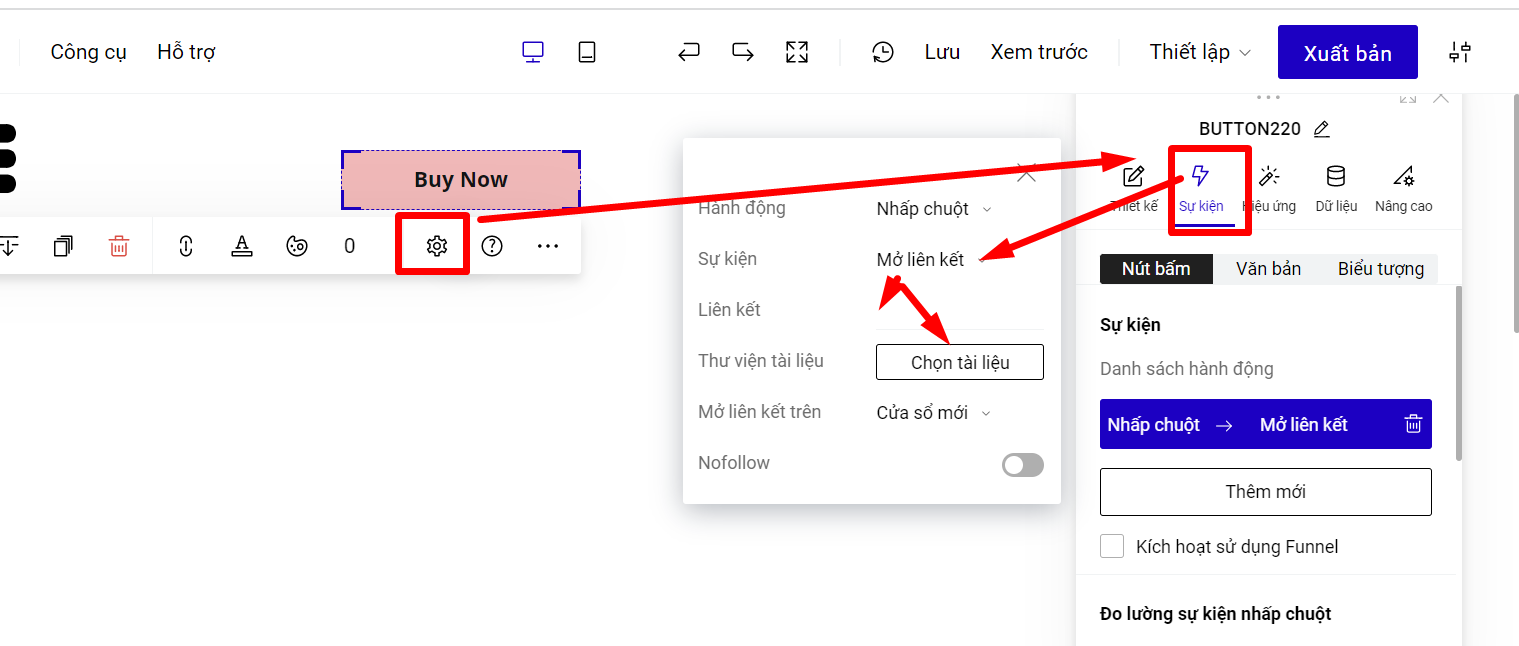 Công cụ
Hỗ trợ
Lưu
Xem trước
Thiết lập
Xuất bản
Buy Now
0
Hành động
Nhấp chuột
Sự kiện
Mở liên kết
Liên kết
Thư viện tài liệu
Chọn tài liệu
Mở liên kết trên
Cửa sổ mới
Nofollow
BUTTON220
Thiết kế
Sự kiện
Hiệu ứng
Dữ liệu
Nâng cao
Nút bấm
Văn bản
Biểu tượng
Sự kiện
Danh sách hành động
Nhấp chuột
Mở liên kết
Thêm mới
Kích hoạt sử dụng Funnel
Đo lường sự kiện nhấp chuột